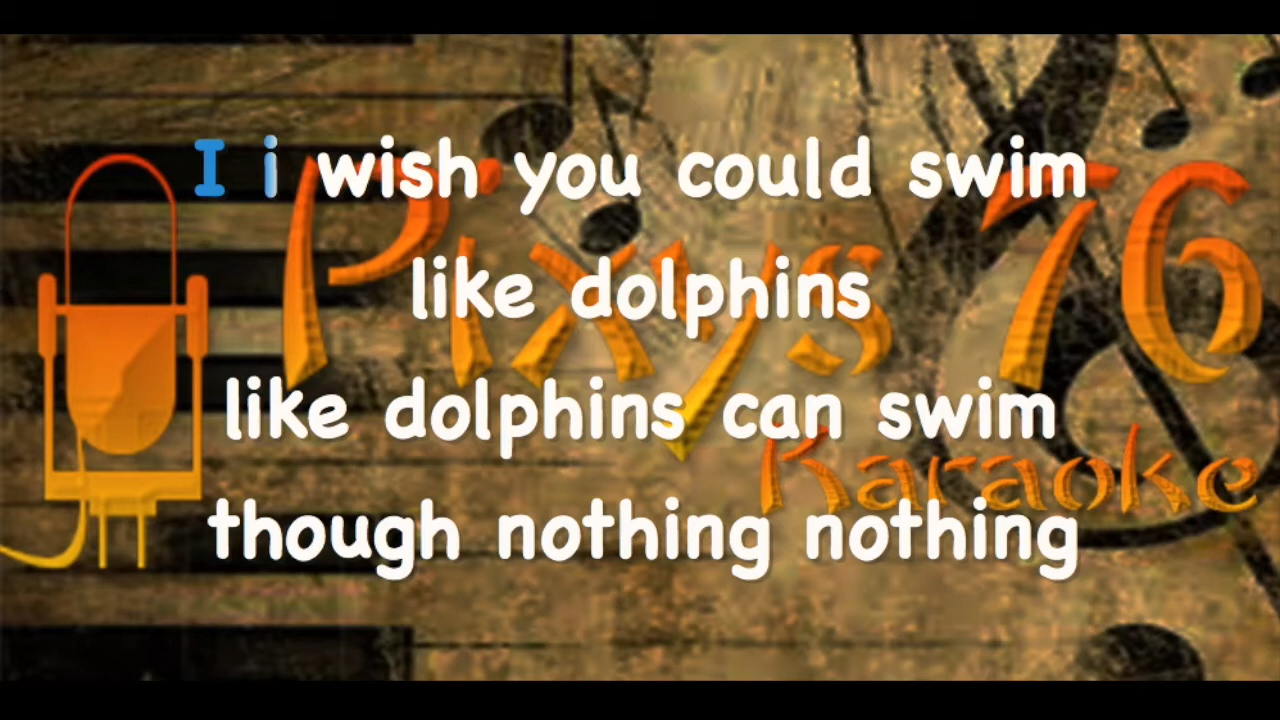 I i wish you could swim
like dolphins
like dolphins can swim
though nothing nothing
Pixys 76
Karaoke